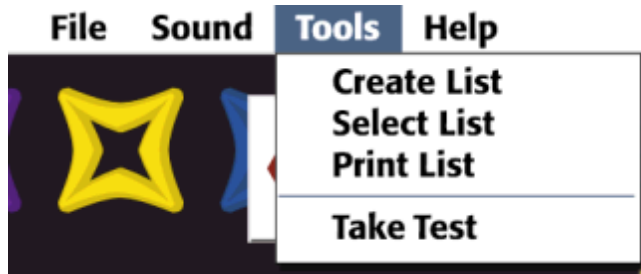 File Sound Tools Help
Create List
Select List
Print List
Take Test